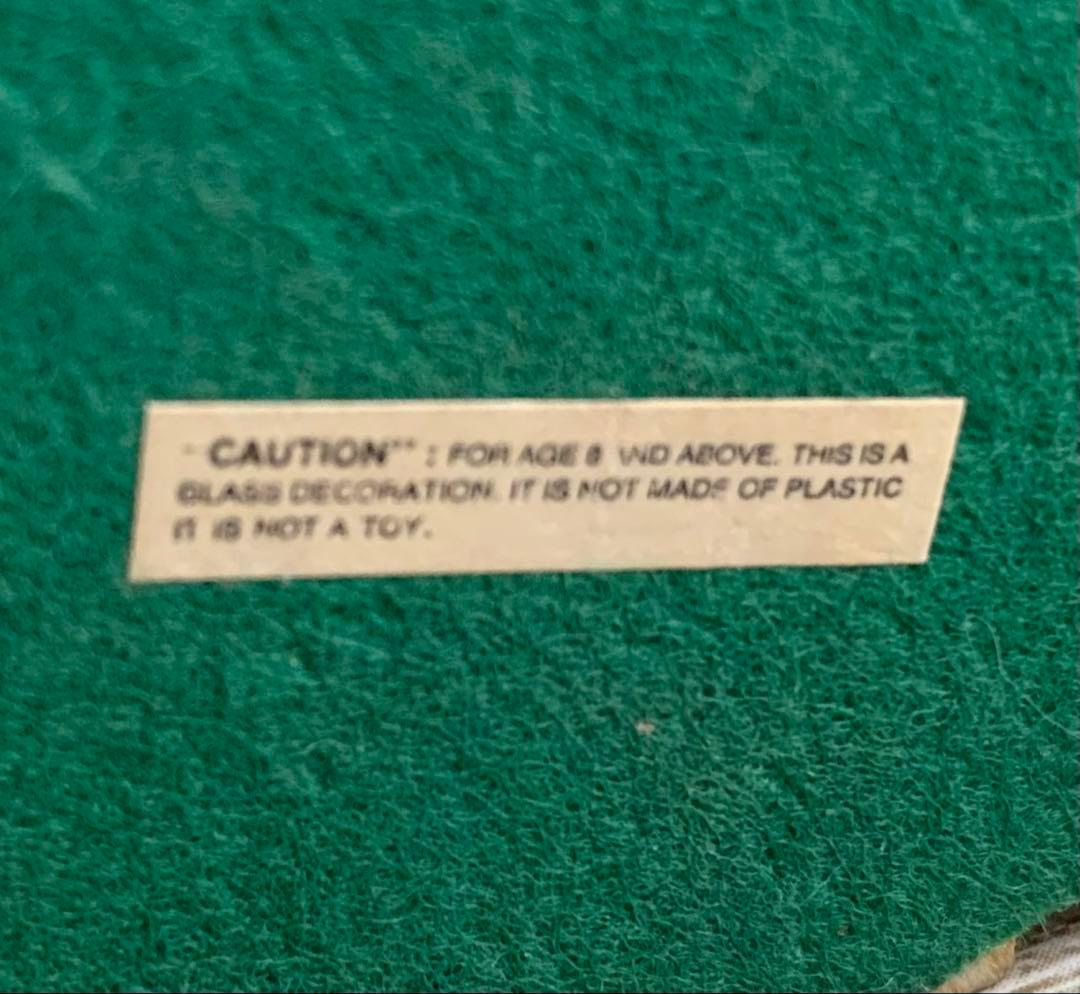 "CAUTION" : FOR AGE 8 AND ABOVE. THIS IS A
GLASS DECORATION. IT IS NOT MADE OF PLASTIC
IT IS NOT A TOY.